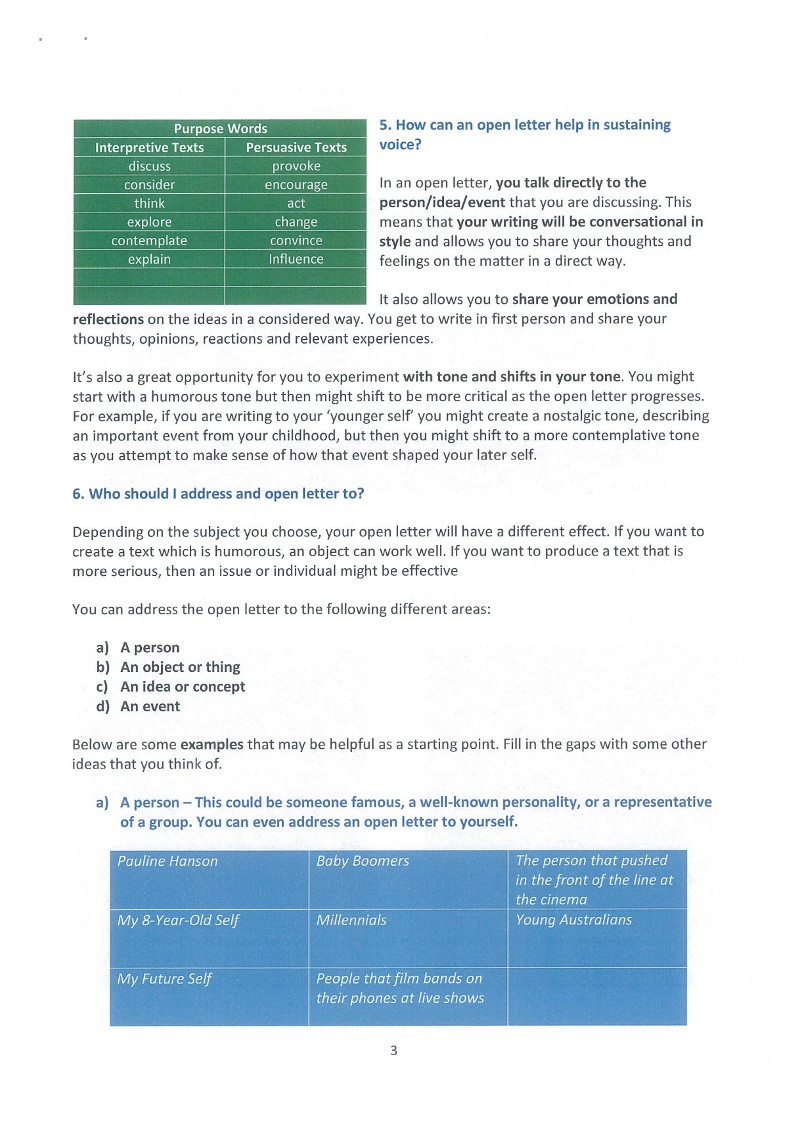 Purpose Words
Interpretive Texts Persuasive Texts
discuss provoke
consider encourage
think act
explore change
contemplate convince
explain Influence
5. How can an open letter help in sustaining
voice?
In an open letter, you talk directly to the
person/idea/event that you are discussing. This
means that your writing will be conversational in
style and allows you to share your thoughts and
feelings on the matter in a direct way.
It also allows you to share your emotions and
reflections on the ideas in a considered way. You get to write in first person and share your
thoughts, opinions, reactions and relevant experiences.
It's also a great opportunity for you to experiment with tone and shifts in your tone. You might
start with a humorous tone but then might shift to be more critical as the open letter progresses.
For example, if you are writing to your 'younger self' you might create a nostalgic tone, describing
an important event from your childhood, but then you might shift to a more contemplative tone
as you attempt to make sense of how that event shaped your later self.
6. Who should I address and open letter to?
Depending on the subject you choose, your open letter will have a different effect. If you want to
create a text which is humorous, an object can work well. If you want to produce a text that is
more serious, then an issue or individual might be effective
You can address the open letter to the following different areas:
a) A person
b) An object or thing
c) An idea or concept
d) An event
Below are some examples that may be helpful as a starting point. Fill in the gaps with some other
ideas that you think of.
a) A person – This could be someone famous, a well-known personality, or a representative
of a group. You can even address an open letter to yourself.
Pauline Hanson Baby Boomers The person that pushed
in the front of the line at
the cinema
My 8-Year-Old Self Millennials Young Australians
My Future Self People that film bands on
their phones at live shows
3